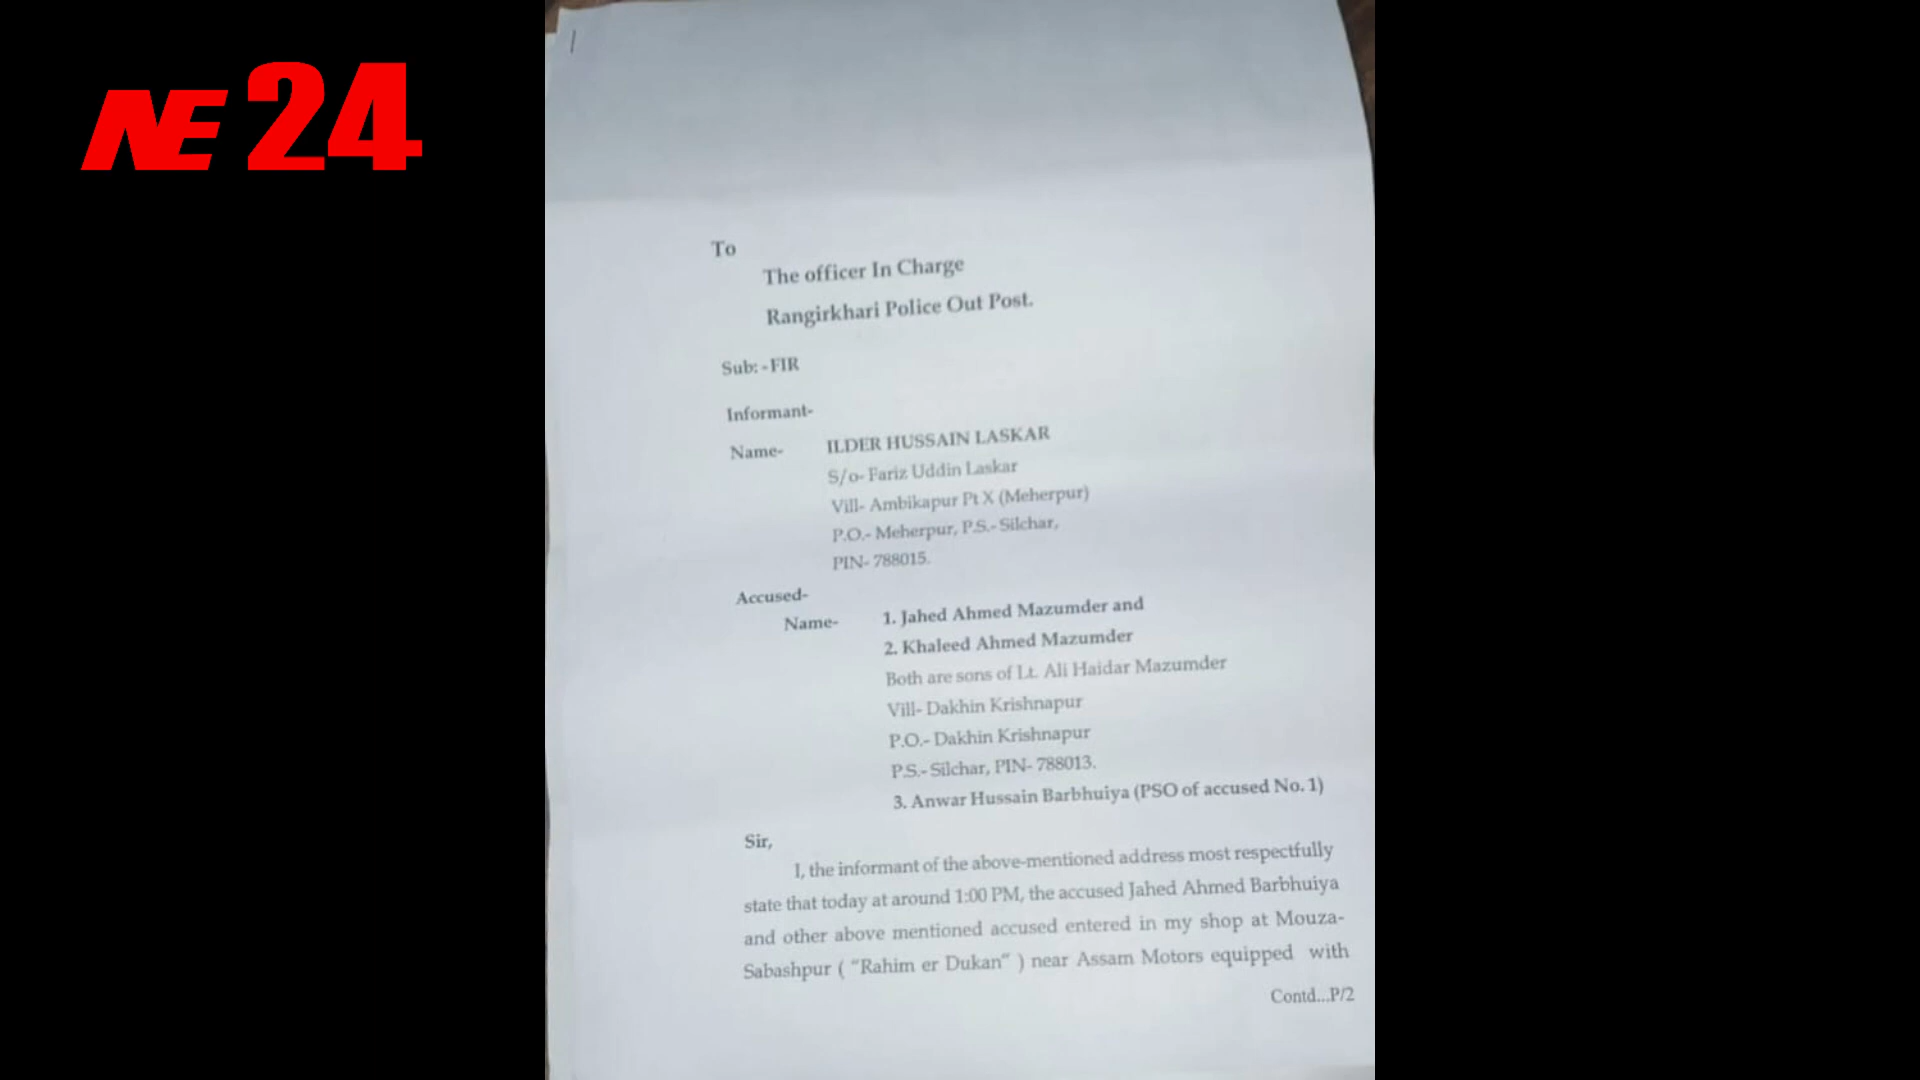 NE 24
To
The officer In Charge
Rangirkhari Police Out Post.
Sub: - FIR
Informant-
Name- ILDER HUSSAIN LASKAR
S/o- Fariz Uddin Laskar
Vill- Ambikapur Pt X (Meherpur)
P.O.- Meherpur, P.S.- Silchar,
PIN- 788015.
Accused-
Name- 1. Jahed Ahmed Mazumder and
2. Khaleed Ahmed Mazumder
Both are sons of Lt. Ali Haidar Mazumder
Vill- Dakhin Krishnapur
P.O.- Dakhin Krishnapur
P.S.- Silchar, PIN- 788013.
3. Anwar Hussain Barbhuiya (PSO of accused No. 1)
Sir,
I, the informant of the above-mentioned address most respectfully
state that today at around 1:00 PM, the accused Jahed Ahmed Barbhuiya
and other above mentioned accused entered in my shop at Mouza-
Sabashpur ( “Rahim er Dukan” ) near Assam Motors equipped with
Contd...P/2